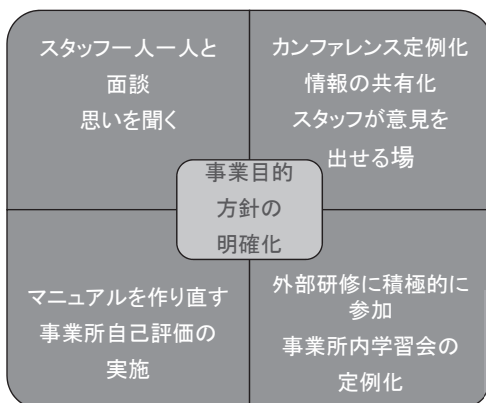 スタッフ一人一人と
面談
思いを聞く
カンファレンス定例化
情報の共有化
スタッフが意見を
出せる場
事業目的
方針の
明確化
マニュアルを作り直す
事業所自己評価の
実施
外部研修に積極的に
参加
事業所内学習会の
定例化